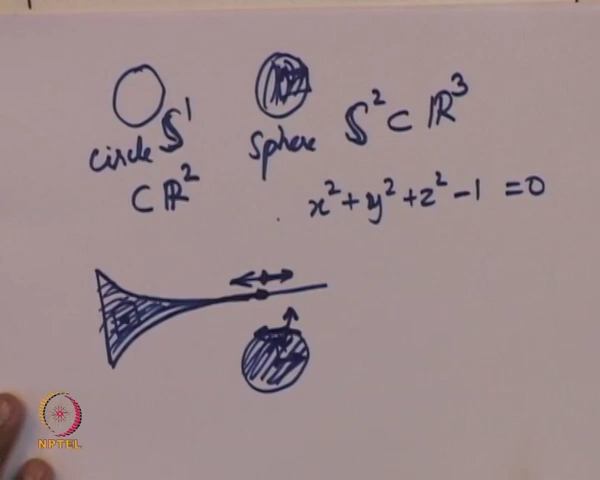 circle S¹
⊂ ℝ²
Sphere S² ⊂ ℝ³
x² + y² + z² - 1 = 0
NPTEL